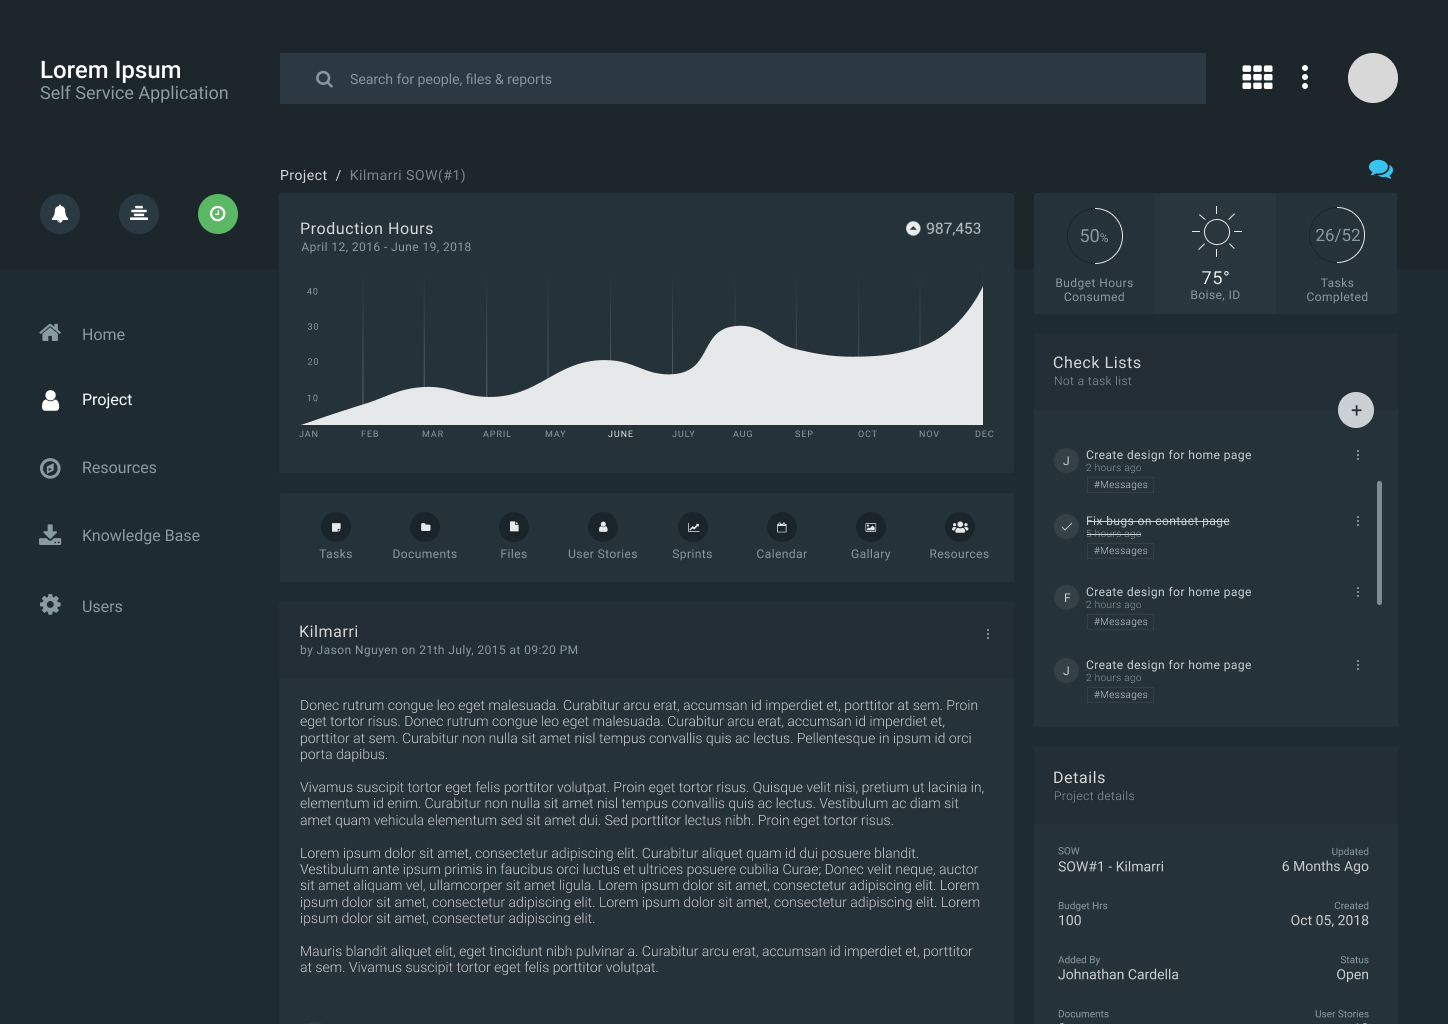 Lorem Ipsum
Self Service Application
Search for people, files & reports
Project / Kilmarri SOW(#1)
Home
Project
Resources
Knowledge Base
Users
Production Hours
April 12, 2016 - June 19, 2018
987,453
40
30
20
10
JAN FEB MAR APRIL MAY JUNE JULY AUG SEP OCT NOV DEC
Tasks Documents Files User Stories Sprints Calendar Gallary Resources
Kilmarri
by Jason Nguyen on 21th July, 2015 at 09:20 PM
Donec rutrum congue leo eget malesuada. Curabitur arcu erat, accumsan id imperdiet et, porttitor at sem. Proin
eget tortor risus. Donec rutrum congue leo eget malesuada. Curabitur arcu erat, accumsan id imperdiet et,
porttitor at sem. Curabitur non nulla sit amet nisl tempus convallis quis ac lectus. Pellentesque in ipsum id orci
porta dapibus.
Vivamus suscipit tortor eget felis porttitor volutpat. Proin eget tortor risus. Quisque velit nisi, pretium ut lacinia in,
elementum id enim. Curabitur non nulla sit amet nisl tempus convallis quis ac lectus. Vestibulum ac diam sit
amet quam vehicula elementum sed sit amet dui. Sed porttitor lectus nibh. Proin eget tortor risus.
Lorem ipsum dolor sit amet, consectetur adipiscing elit. Curabitur aliquet quam id dui posuere blandit.
Vestibulum ante ipsum primis in faucibus orci luctus et ultrices posuere cubilia Curae; Donec velit neque, auctor
sit amet aliquam vel, ullamcorper sit amet ligula. Lorem ipsum dolor sit amet, consectetur adipiscing elit. Lorem
ipsum dolor sit amet, consectetur adipiscing elit. Lorem ipsum dolor sit amet, consectetur adipiscing elit. Lorem
ipsum dolor sit amet, consectetur adipiscing elit.
Mauris blandit aliquet elit, eget tincidunt nibh pulvinar a. Curabitur arcu erat, accumsan id imperdiet et, porttitor
at sem. Vivamus suscipit tortor eget felis porttitor volutpat.
50%
Budget Hours
Consumed
75°
Boise, ID
26/52
Tasks
Completed
Check Lists
Not a task list
+
J
Create design for home page
2 hours ago
#Messages
Fix bugs on contact page
5 hours ago
#Messages
F
Create design for home page
2 hours ago
#Messages
J
Create design for home page
2 hours ago
#Messages
Details
Project details
SOW Updated
SOW#1 - Kilmarri 6 Months Ago
Budget Hrs Created
100 Oct 05, 2018
Added By Status
Johnathan Cardella Open
Documents User Stories